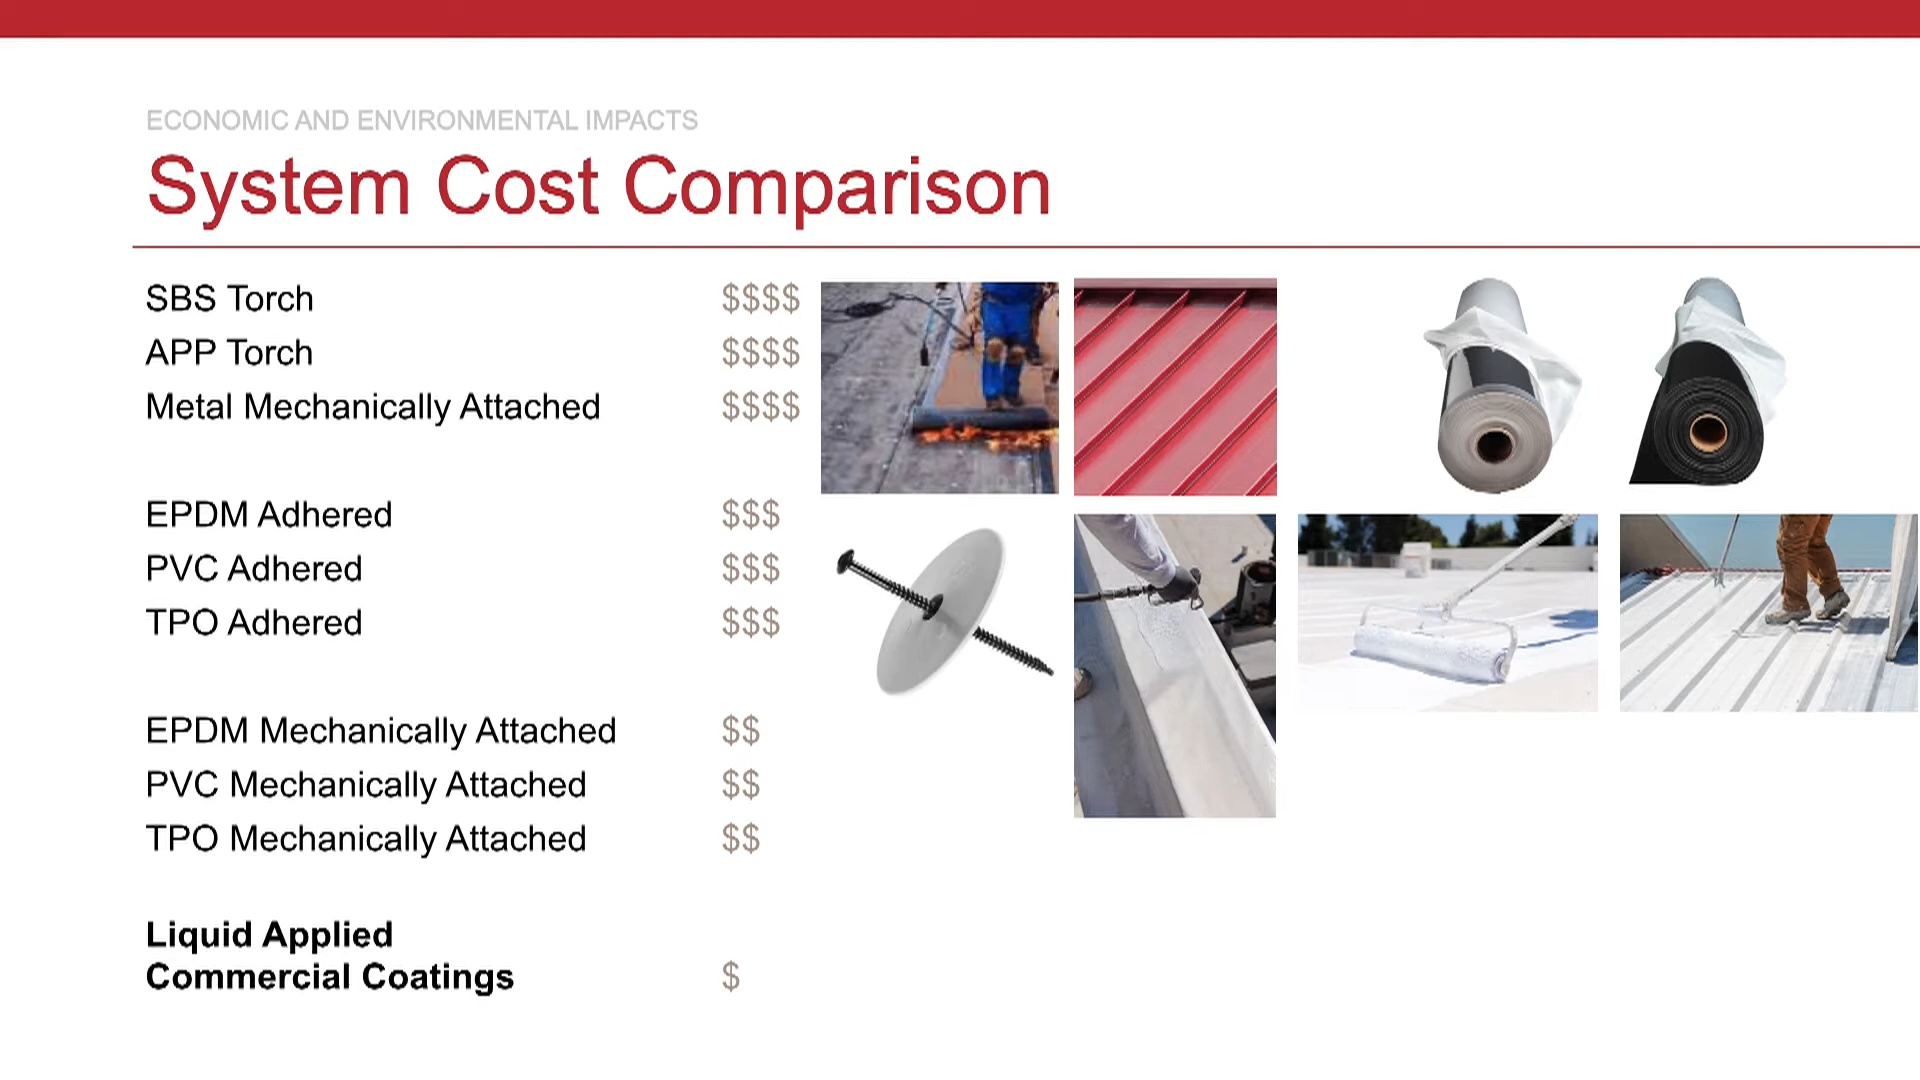 ECONOMIC AND ENVIRONMENTAL IMPACTS
System Cost Comparison
SBS Torch $$$$
APP Torch $$$$
Metal Mechanically Attached $$$$
EPDM Adhered $$$
PVC Adhered $$$
TPO Adhered $$$
EPDM Mechanically Attached $$
PVC Mechanically Attached $$
TPO Mechanically Attached $$
Liquid Applied
Commercial Coatings $